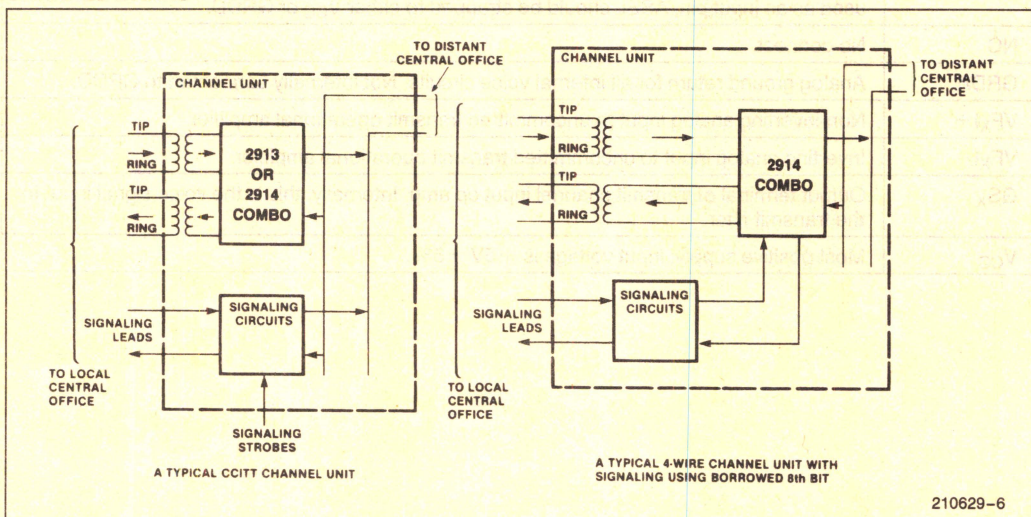 NC
TO DISTANT
CENTRAL OFFICE
CHANNEL UNIT
TIP
RING
TIP
RING
2913
OR
2914
COMBO
SIGNALING
LEADS
SIGNALING
CIRCUITS
TO LOCAL
CENTRAL
OFFICE
SIGNALING
STROBES
A TYPICAL CCITT CHANNEL UNIT
CHANNEL UNIT
TO DISTANT
CENTRAL
OFFICE
TIP
RING
TIP
RING
2914
COMBO
SIGNALING
LEADS
SIGNALING
CIRCUITS
TO LOCAL
CENTRAL
OFFICE
A TYPICAL 4-WIRE CHANNEL UNIT WITH
SIGNALING USING BORROWED 8th BIT
210629-6